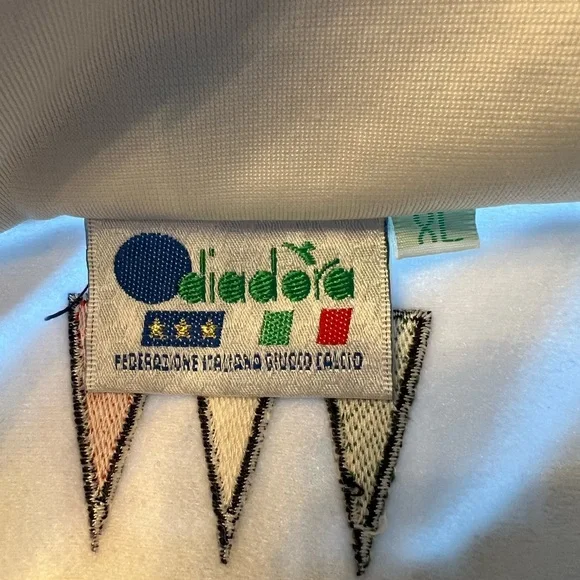 diadora
XL
FEDERAZIONE ITALIANA GIUOCO CALCIO